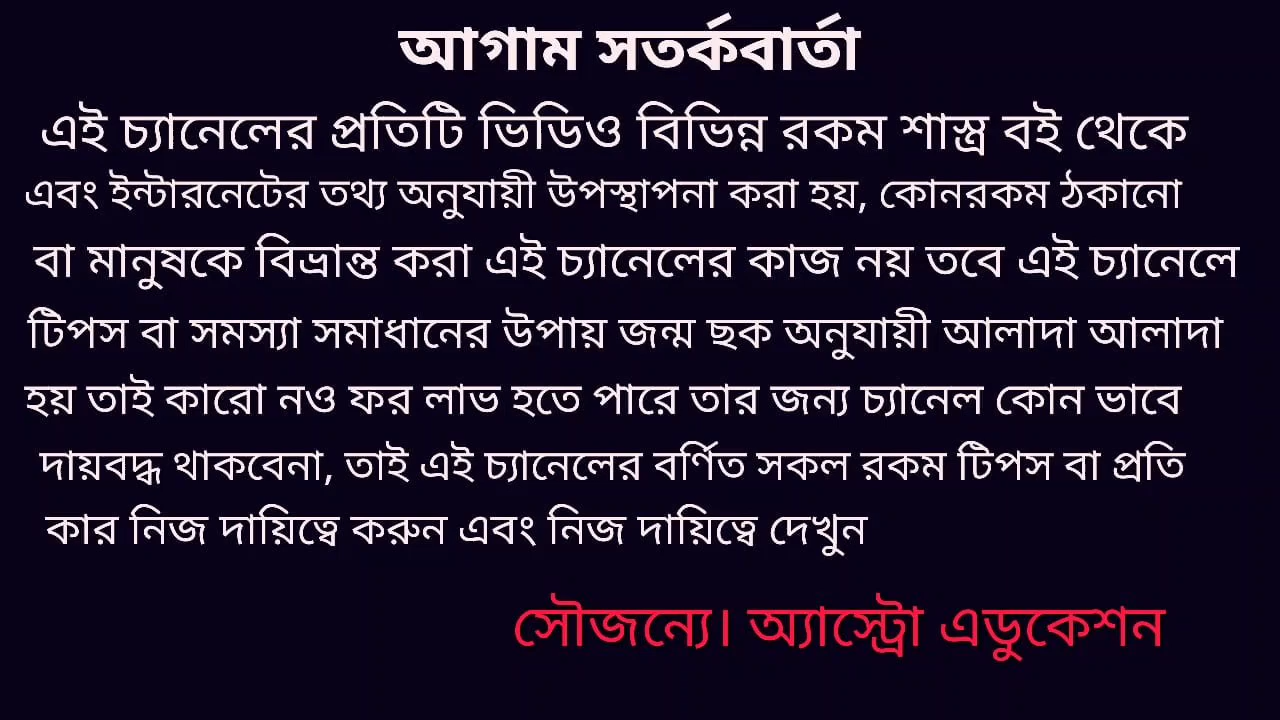 আগাম সতর্কবার্তা
এই চ্যানেলের প্রতিটি ভিডিও বিভিন্ন রকম শাস্ত্র বই থেকে
এবং ইন্টারনেটের তথ্য অনুযায়ী উপস্থাপনা করা হয়, কোনরকম ঠকানো
বা মানুষকে বিভ্রান্ত করা এই চ্যানেলের কাজ নয় তবে এই চ্যানেলে
টিপস বা সমস্যা সমাধানের উপায় জন্ম ছক অনুযায়ী আলাদা আলাদা
হয় তাই কারো নও ফর লাভ হতে পারে তার জন্য চ্যানেল কোন ভাবে
দায়বদ্ধ থাকবেনা, তাই এই চ্যানেলের বর্ণিত সকল রকম টিপস বা প্রতি
কার নিজ দায়িত্বে করুন এবং নিজ দায়িত্বে দেখুন
সৌজন্যে। অ্যাস্ট্রো এডুকেশন